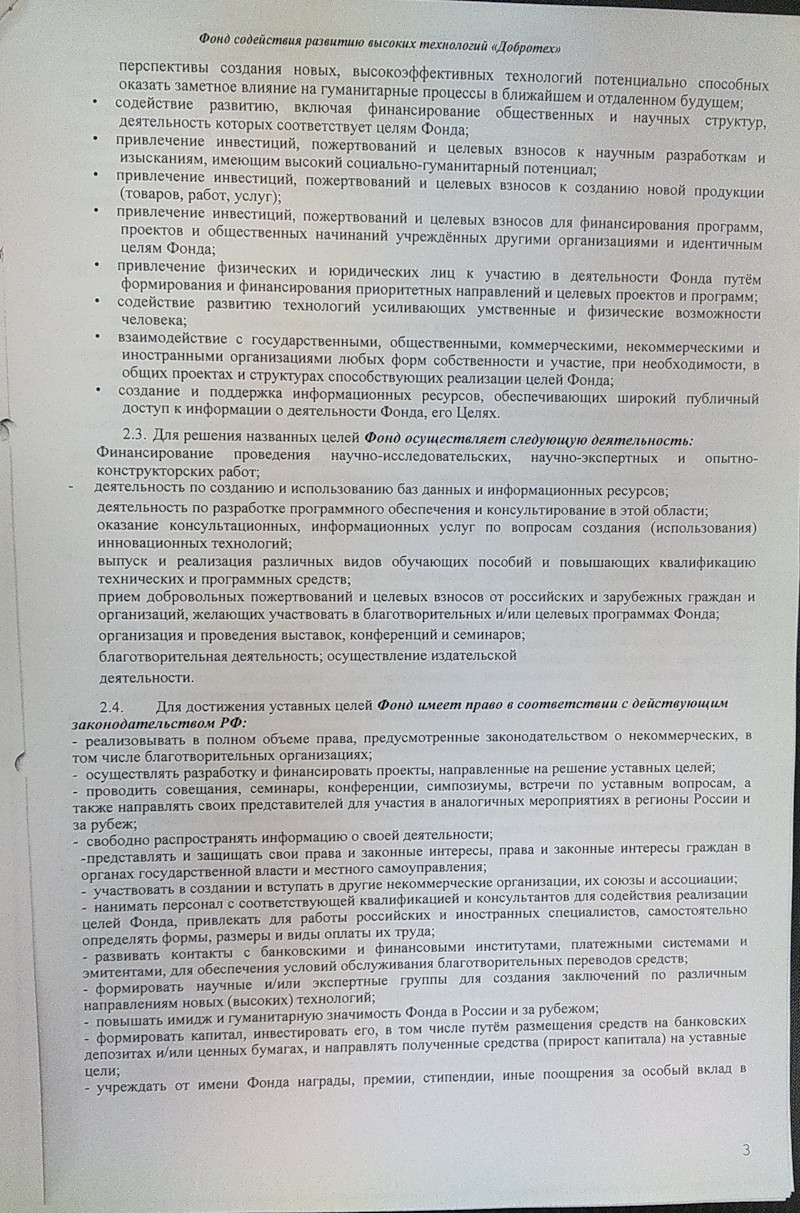 Фонд содействия развитию высоких технологий «Добротех»
перспективы создания новых, высокоэффективных технологий потенциально способных
оказать заметное влияние на гуманитарные процессы в ближайшем и отдаленном будущем;
• содействие развитию, включая финансирование общественных и научных структур,
деятельность которых соответствует целям Фонда;
• привлечение инвестиций, пожертвований и целевых взносов к научным разработкам и
изысканиям, имеющим высокий социально-гуманитарный потенциал;
• привлечение инвестиций, пожертвований и целевых взносов к созданию новой продукции
(товаров, работ, услуг);
• привлечение инвестиций, пожертвований и целевых взносов для финансирования программ,
проектов и общественных начинаний учреждённых другими организациями и идентичным
целям Фонда;
• привлечение физических и юридических лиц к участию в деятельности Фонда путём
формирования и финансирования приоритетных направлений и целевых проектов и программ;
• содействие развитию технологий усиливающих умственные и физические возможности
человека;
• взаимодействие с государственными, общественными, коммерческими, некоммерческими и
иностранными организациями любых форм собственности и участие, при необходимости, в
общих проектах и структурах способствующих реализации целей Фонда;
• создание и поддержка информационных ресурсов, обеспечивающих широкий публичный
доступ к информации о деятельности Фонда, его Целях.
2.3. Для решения названных целей Фонд осуществляет следующую деятельность:
Финансирование проведения научно-исследовательских, научно-экспертных и опытно-
конструкторских работ;
- деятельность по созданию и использованию баз данных и информационных ресурсов;
деятельность по разработке программного обеспечения и консультирование в этой области;
оказание консультационных, информационных услуг по вопросам создания (использования)
инновационных технологий;
выпуск и реализация различных видов обучающих пособий и повышающих квалификацию
технических и программных средств;
прием добровольных пожертвований и целевых взносов от российских и зарубежных граждан и
организаций, желающих участвовать в благотворительных и/или целевых программах Фонда;
организация и проведения выставок, конференций и семинаров;
благотворительная деятельность; осуществление издательской
деятельности.
2.4. Для достижения уставных целей Фонд имеет право в соответствии с действующим
законодательством РФ:
- реализовывать в полном объеме права, предусмотренные законодательством о некоммерческих, в
том числе благотворительных организациях;
- осуществлять разработку и финансировать проекты, направленные на решение уставных целей;
- проводить совещания, семинары, конференции, симпозиумы, встречи по уставным вопросам, а
также направлять своих представителей для участия в аналогичных мероприятиях в регионы России и
за рубеж;
- свободно распространять информацию о своей деятельности;
-представлять и защищать свои права и законные интересы, права и законные интересы граждан в
органах государственной власти и местного самоуправления;
- участвовать в создании и вступать в другие некоммерческие организации, их союзы и ассоциации;
- нанимать персонал с соответствующей квалификацией и консультантов для содействия реализации
целей Фонда, привлекать для работы российских и иностранных специалистов, самостоятельно
определять формы, размеры и виды оплаты их труда;
- развивать контакты с банковскими и финансовыми институтами, платежными системами и
эмитентами, для обеспечения условий обслуживания благотворительных переводов средств;
- формировать научные и/или экспертные группы для создания заключений по различным
направлениям новых (высоких) технологий;
- повышать имидж и гуманитарную значимость Фонда в России и за рубежом;
- формировать капитал, инвестировать его, в том числе путём размещения средств на банковских
депозитах и/или ценных бумагах, и направлять полученные средства (прирост капитала) на уставные
цели;
- учреждать от имени Фонда награды, премии, стипендии, иные поощрения за особый вклад в
3